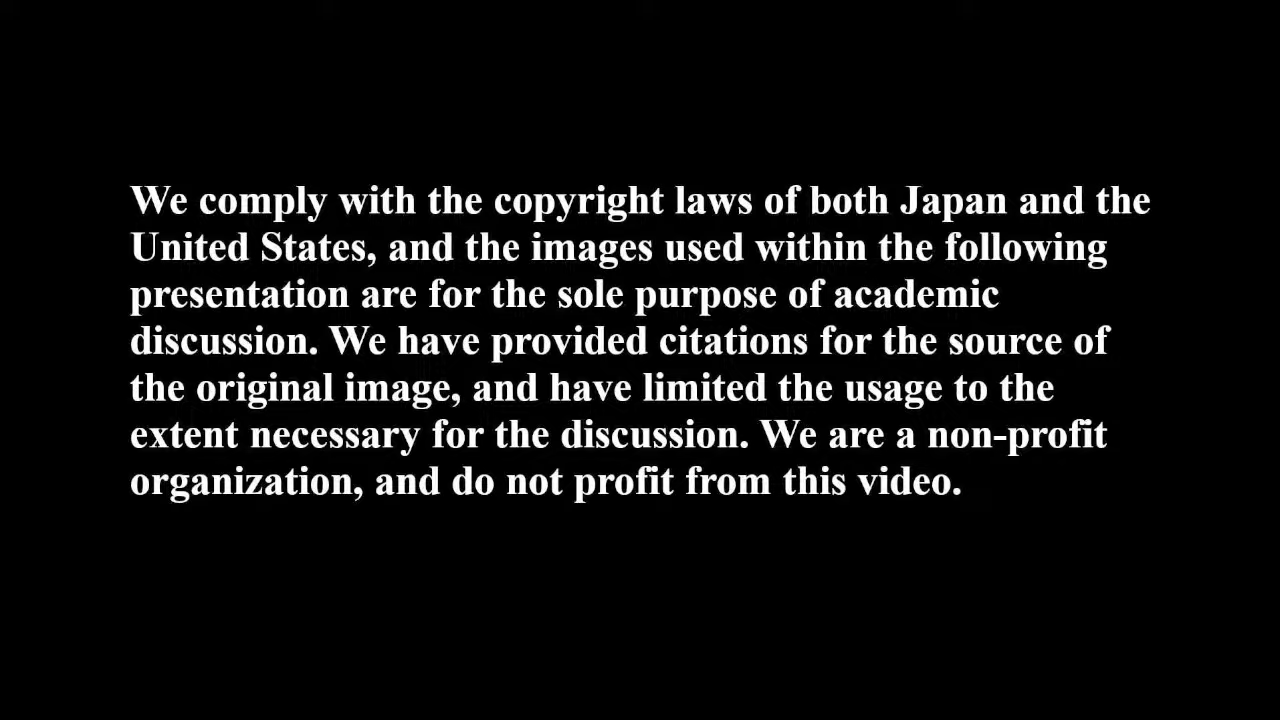 We comply with the copyright laws of both Japan and the
United States, and the images used within the following
presentation are for the sole purpose of academic
discussion. We have provided citations for the source of
the original image, and have limited the usage to the
extent necessary for the discussion. We are a non-profit
organization, and do not profit from this video.